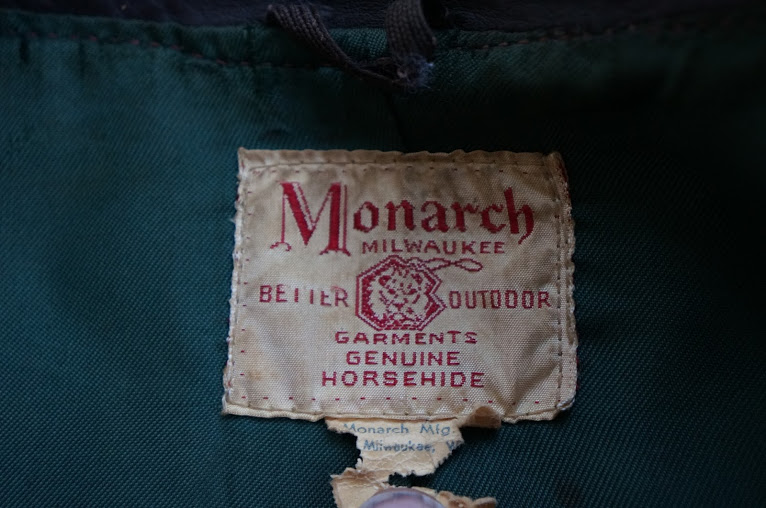 Monarch
MILWAUKEE
BETTER OUTDOOR
GARMENTS
GENUINE
HORSEHIDE
Monarch Mfg.
Milwaukee,